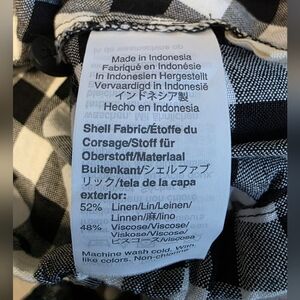 Made in Indonesia
Fabriqué en Indonésie
In Indonesien Hergestellt
Vervaardigd in Indonesië
インドネシア製
Hecho en Indonesia
Shell Fabric/Étoffe du
Corsage/Stoff für
Oberstoff/Materiaal
Buitenkant/シェルファブ
リック/tela de la capa
exterior:
52% Linen/Lin/Leinen/
Linnen/麻/lino
48% Viscose/Viscose/
Viskose/Viscose/
ビスコース/viscosa
Machine wash cold. With
like colors. Non-chlorine